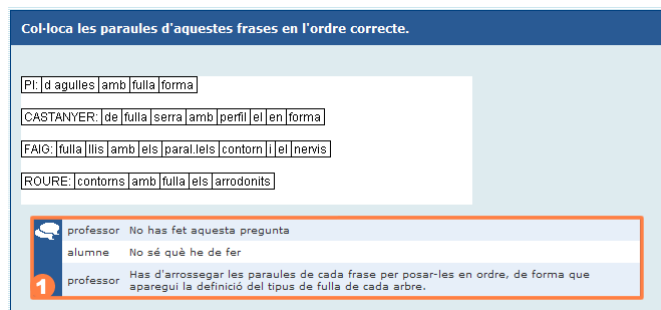 Col·loca les paraules d'aquestes frases en l'ordre correcte.
PI: d agulles amb fulla forma
CASTANYER: de fulla serra amb perfil el en forma
FAIG: fulla llis amb els paral.lels contorn i el nervis
ROURE: contorns amb fulla els arrodonits
professor No has fet aquesta pregunta
alumne No sé què he de fer
professor Has d'arrossegar les paraules de cada frase per posar-les en ordre, de forma que
aparegui la definició del tipus de fulla de cada arbre.
1